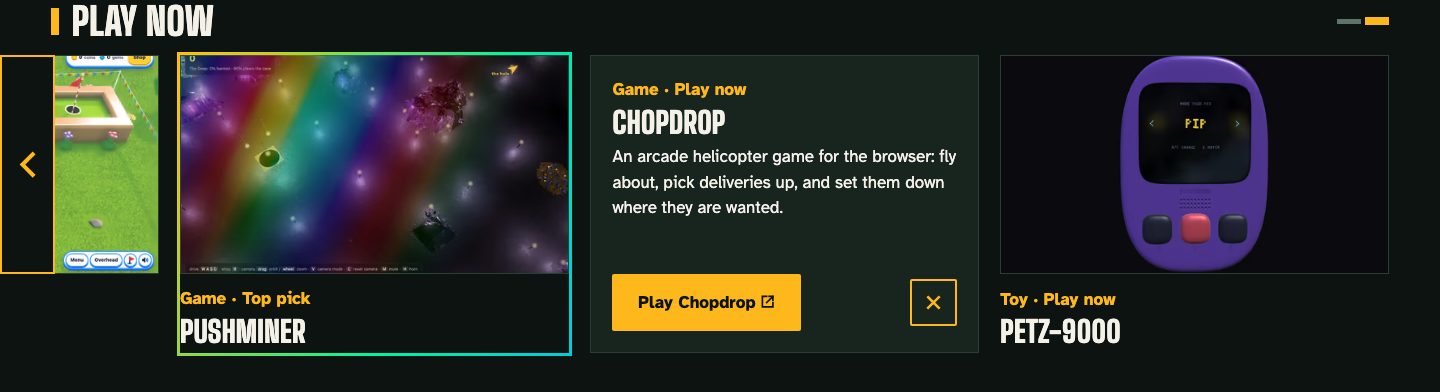 PLAY NOW
Shop
Menu
Overhead
Game · Top pick
PUSHMINER
Game · Play now
CHOPDROP
An arcade helicopter game for the browser: fly
about, pick deliveries up, and set them down
where they are wanted.
Play Chopdrop
PIP
Toy · Play now
PETZ-9000